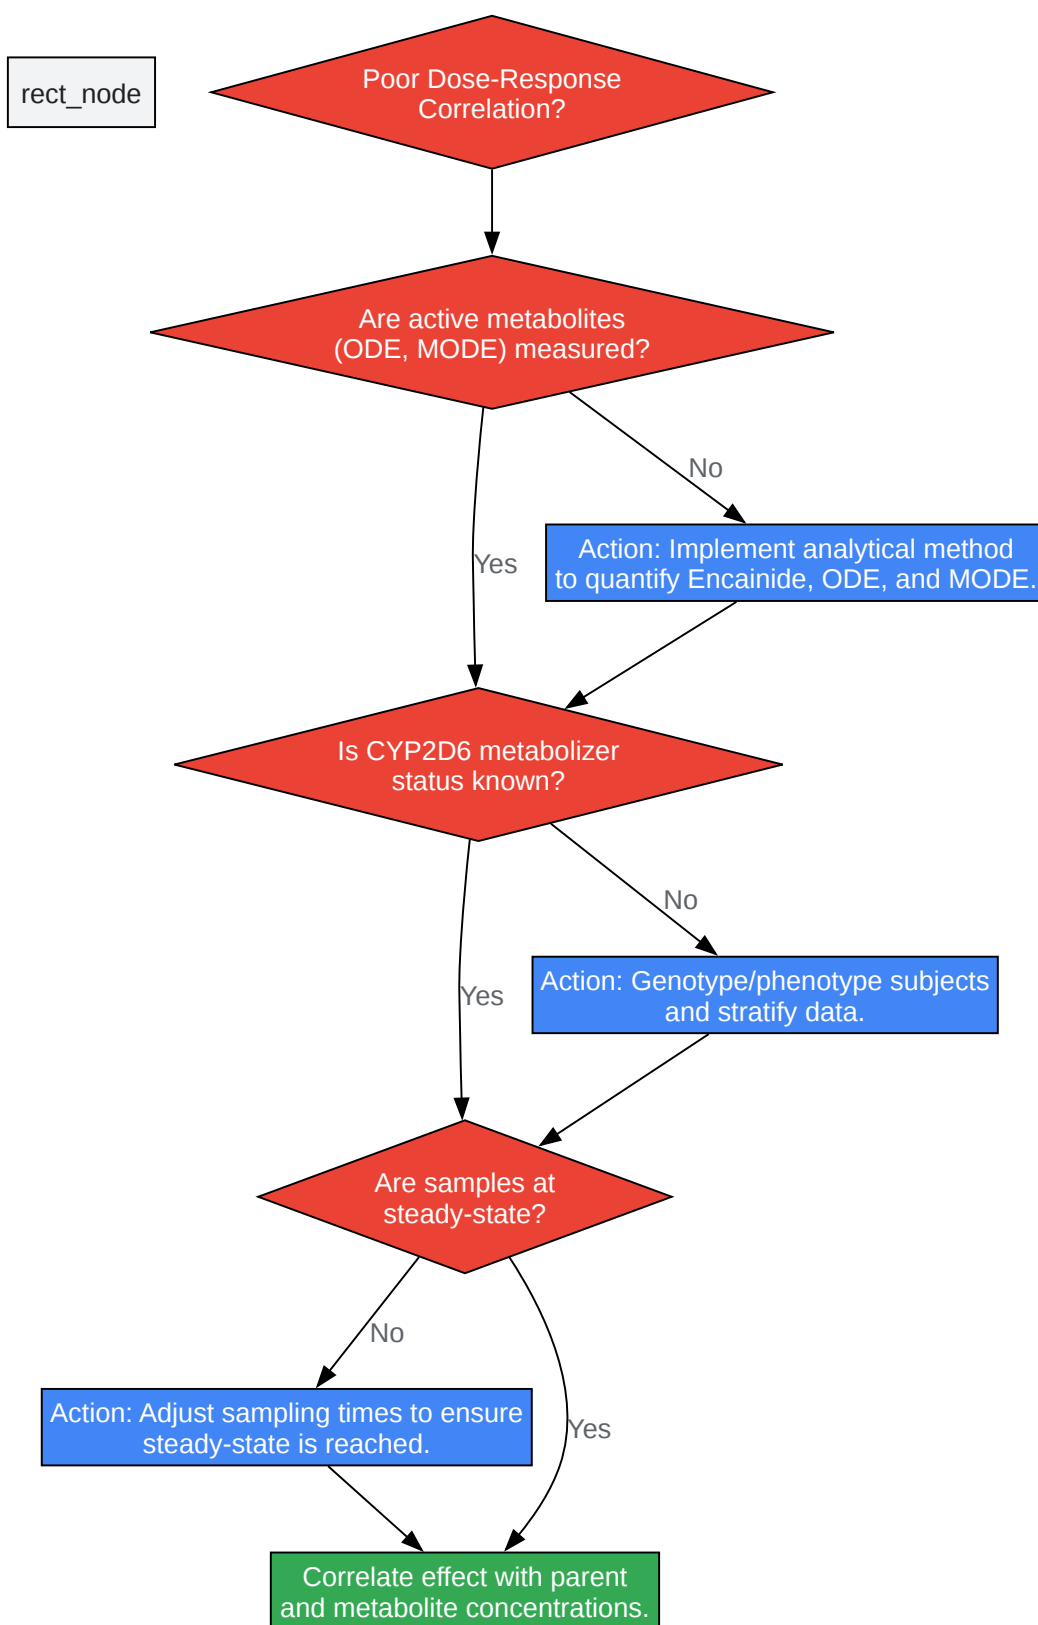 rect_node
Poor Dose-Response
Correlation?
Are active metabolites
(ODE, MODE) measured?
No
Action: Implement analytical method
to quantify Encainide, ODE, and MODE.
Yes
Is CYP2D6 metabolizer
status known?
No
Action: Genotype/phenotype subjects
and stratify data.
Yes
Are samples at
steady-state?
No
Action: Adjust sampling times to ensure
steady-state is reached.
Yes
Correlate effect with parent
and metabolite concentrations.